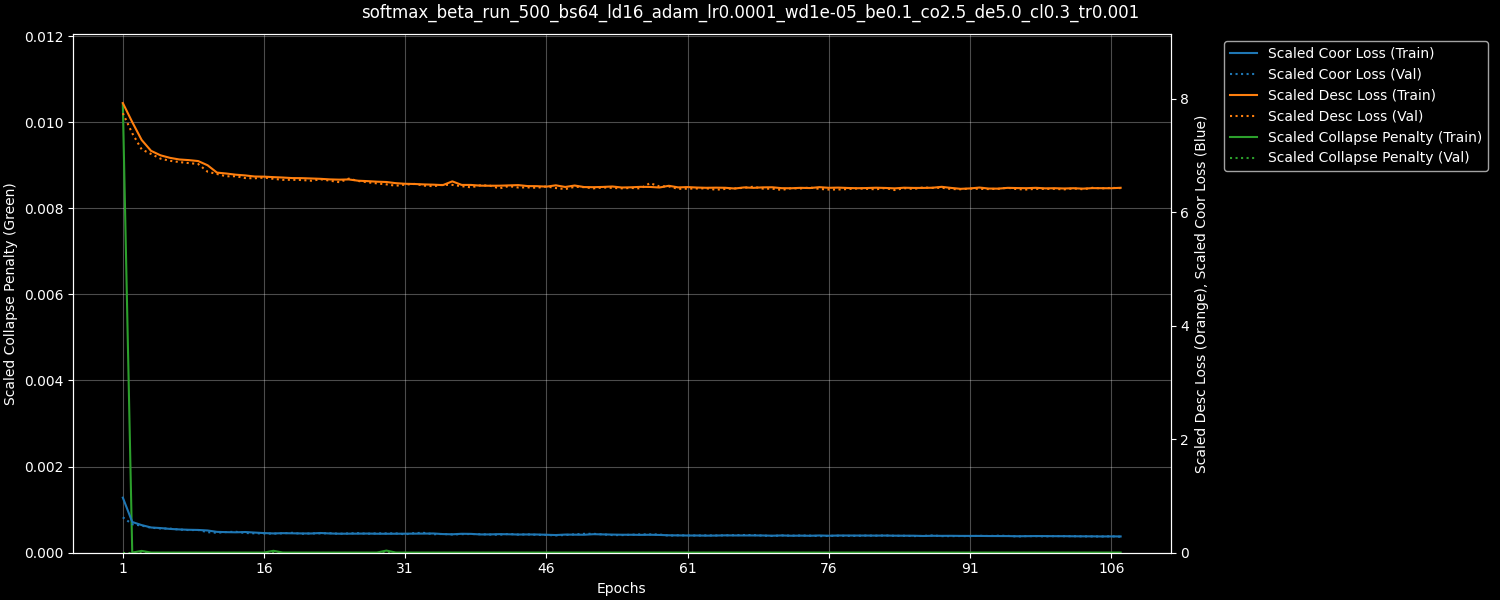 softmax_beta_run_500_bs64_ld16_adam_lr0.0001_wd1e-05_be0.1_co2.5_de5.0_cl0.3_tr0.001
Scaled Collapse Penalty (Green)
0.012
0.010
0.008
0.006
0.004
0.002
0.000
1
16
31
46
61
76
91
106
Epochs
8
6
4
2
0
Scaled Desc Loss (Orange), Scaled Coor Loss (Blue)
Scaled Coor Loss (Train)
Scaled Coor Loss (Val)
Scaled Desc Loss (Train)
Scaled Desc Loss (Val)
Scaled Collapse Penalty (Train)
Scaled Collapse Penalty (Val)